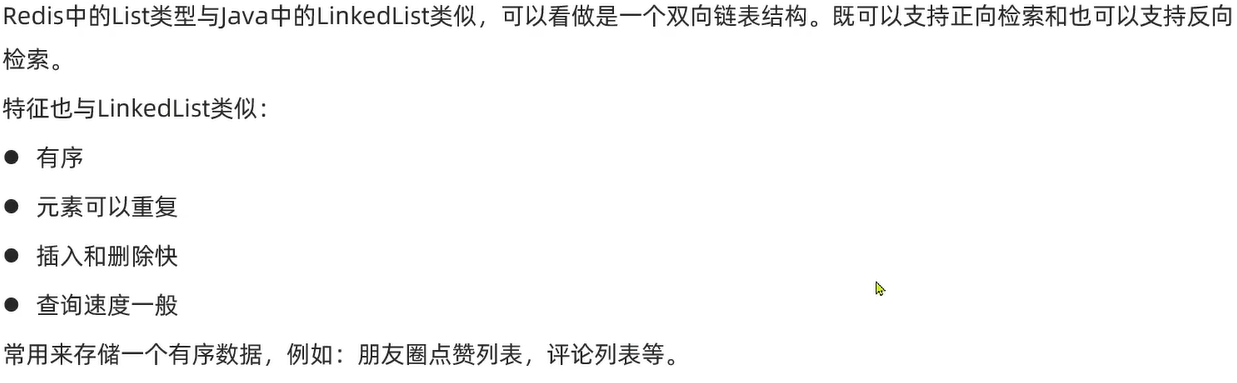 Redis中的List类型与Java中的LinkedList类似，可以看做是一个双向链表结构。既可以支持正向检索和也可以支持反向
检索。
特征也与LinkedList类似：
● 有序
● 元素可以重复
● 插入和删除快
● 查询速度一般
常用来存储一个有序数据，例如：朋友圈点赞列表，评论列表等。